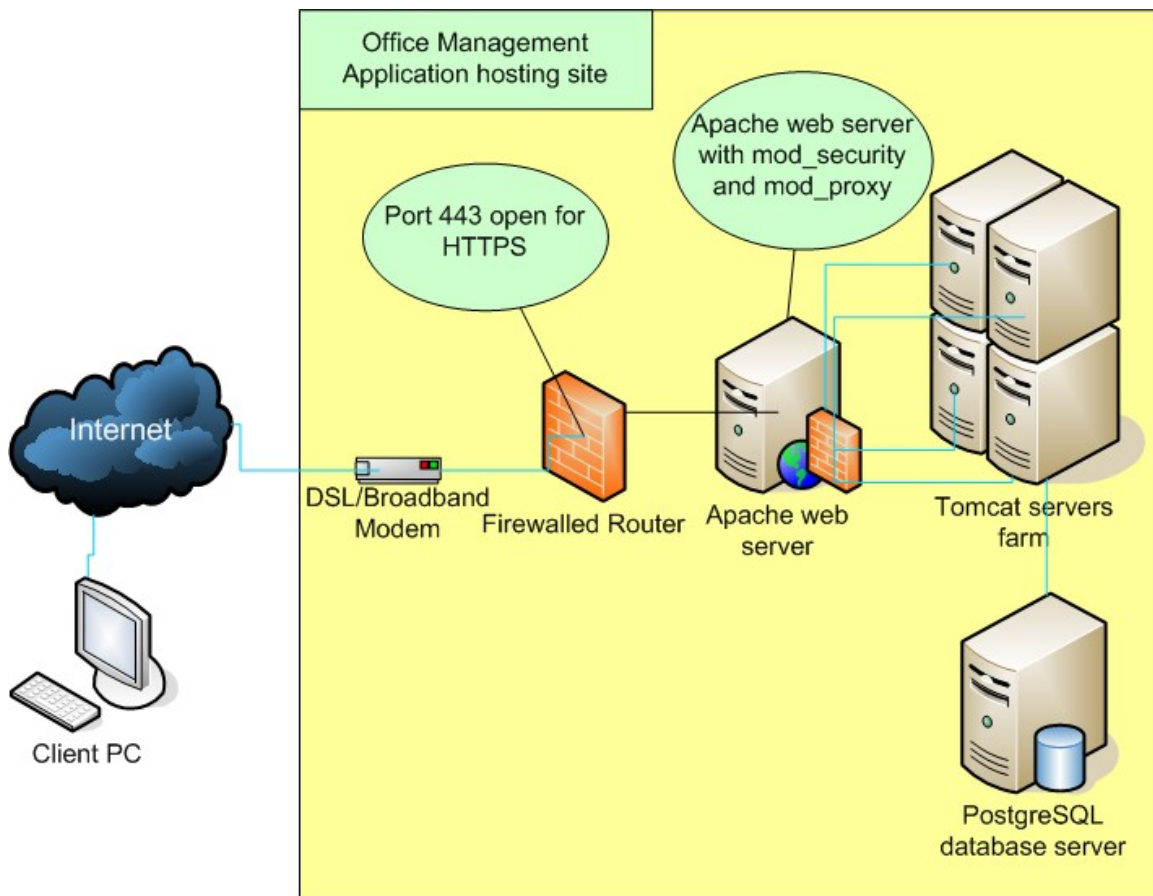 Office Management
Application hosting site
Apache web server
with mod_security
and mod_proxy
Port 443 open for
HTTPS
Internet
DSL/Broadband
Modem
Firewalled Router
Apache web
server
Tomcat servers
farm
Client PC
PostgreSQL
database server